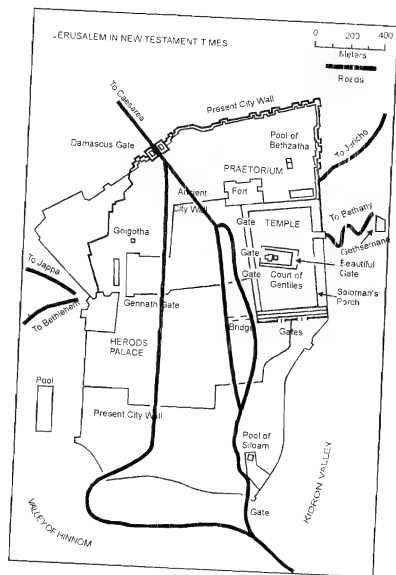 JERUSALEM IN NEW TESTAMENT TIMES
0 200 400
Meters
Roads
To Caesarea
Present City Wall
Damascus Gate
Pool of
Bethzatha
To Jericho
PRAETORIUM
Ancient
City Wall
Fort
Gate
TEMPLE
To Bethany
Golgotha
Gate
Gethsemane
Gate
Court of
Gentiles
Beautiful
Gate
To Jappa
Soloman's
Porch
Gennath Gate
To Bethlehem
Bridge
Gates
HERODS
PALACE
Pool
Present City Wall
Pool of
Siloam
KIDRON VALLEY
Gate
VALLEY OF HINNOM